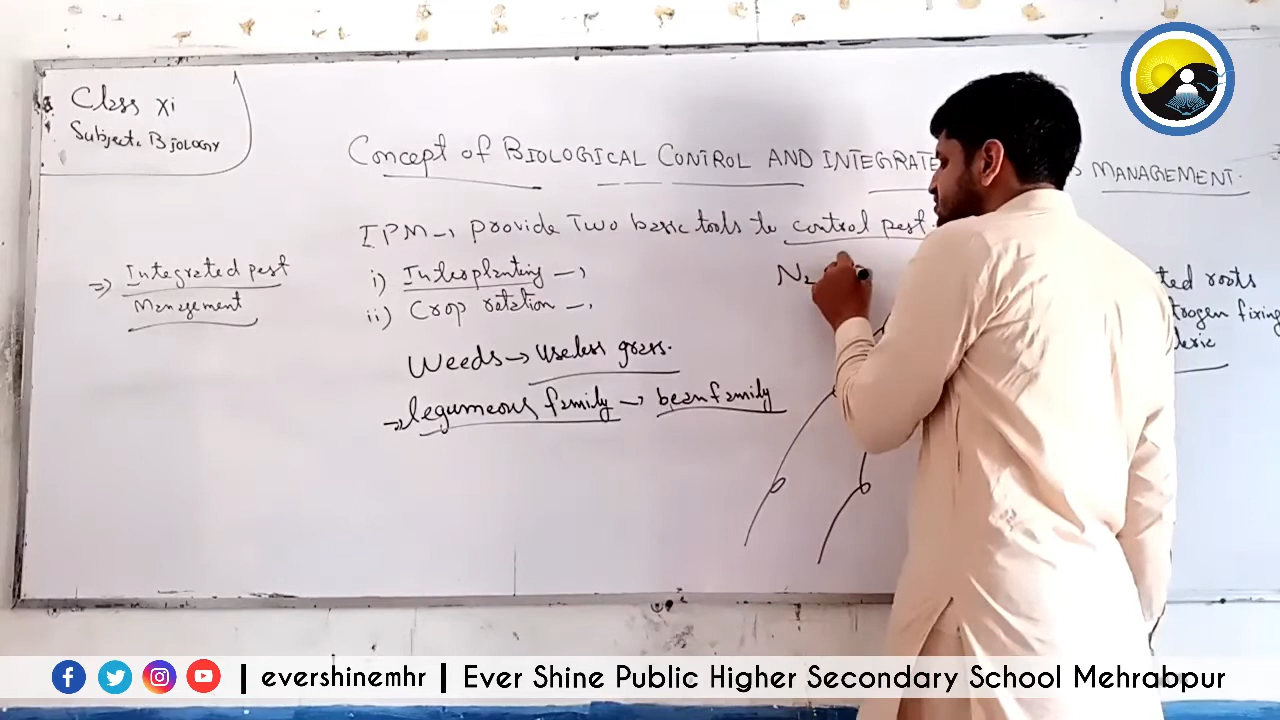 Class xi
Subject: BIOLOGY
CONCEPT of BIOLOGICAL CONTROL AND INTEGRATE MANAGEMENT.
IPM → provide Two basic tools to control pest.
⇒ Integrated pest
Management
i) Interplanting →,
ii) Crop rotation →,
Weeds → useless grass.
→ legumeous family → bean family
N2
ted roots
trogen fixing
teric
| evershinemhr | Ever Shine Public Higher Secondary School Mehrabpur